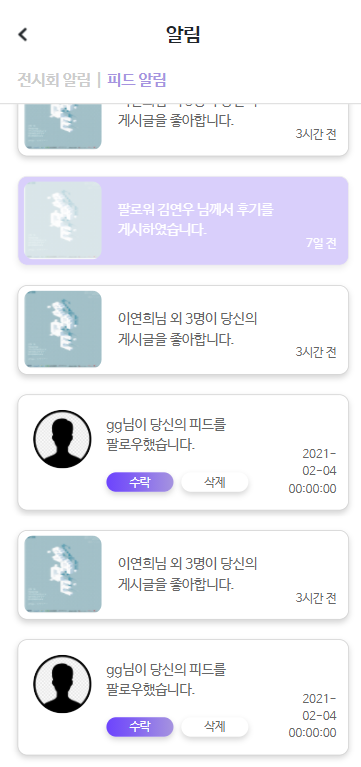 알림
전시회 알림 | 피드 알림
게시글을 좋아합니다.
3시간 전
팔로워 김연우 님께서 후기를
게시하였습니다.
7일 전
이연희님 외 3명이 당신의
게시글을 좋아합니다.
3시간 전
gg님이 당신의 피드를
팔로우했습니다.
수락 삭제
2021-
02-04
00:00:00
이연희님 외 3명이 당신의
게시글을 좋아합니다.
3시간 전
gg님이 당신의 피드를
팔로우했습니다.
수락 삭제
2021-
02-04
00:00:00